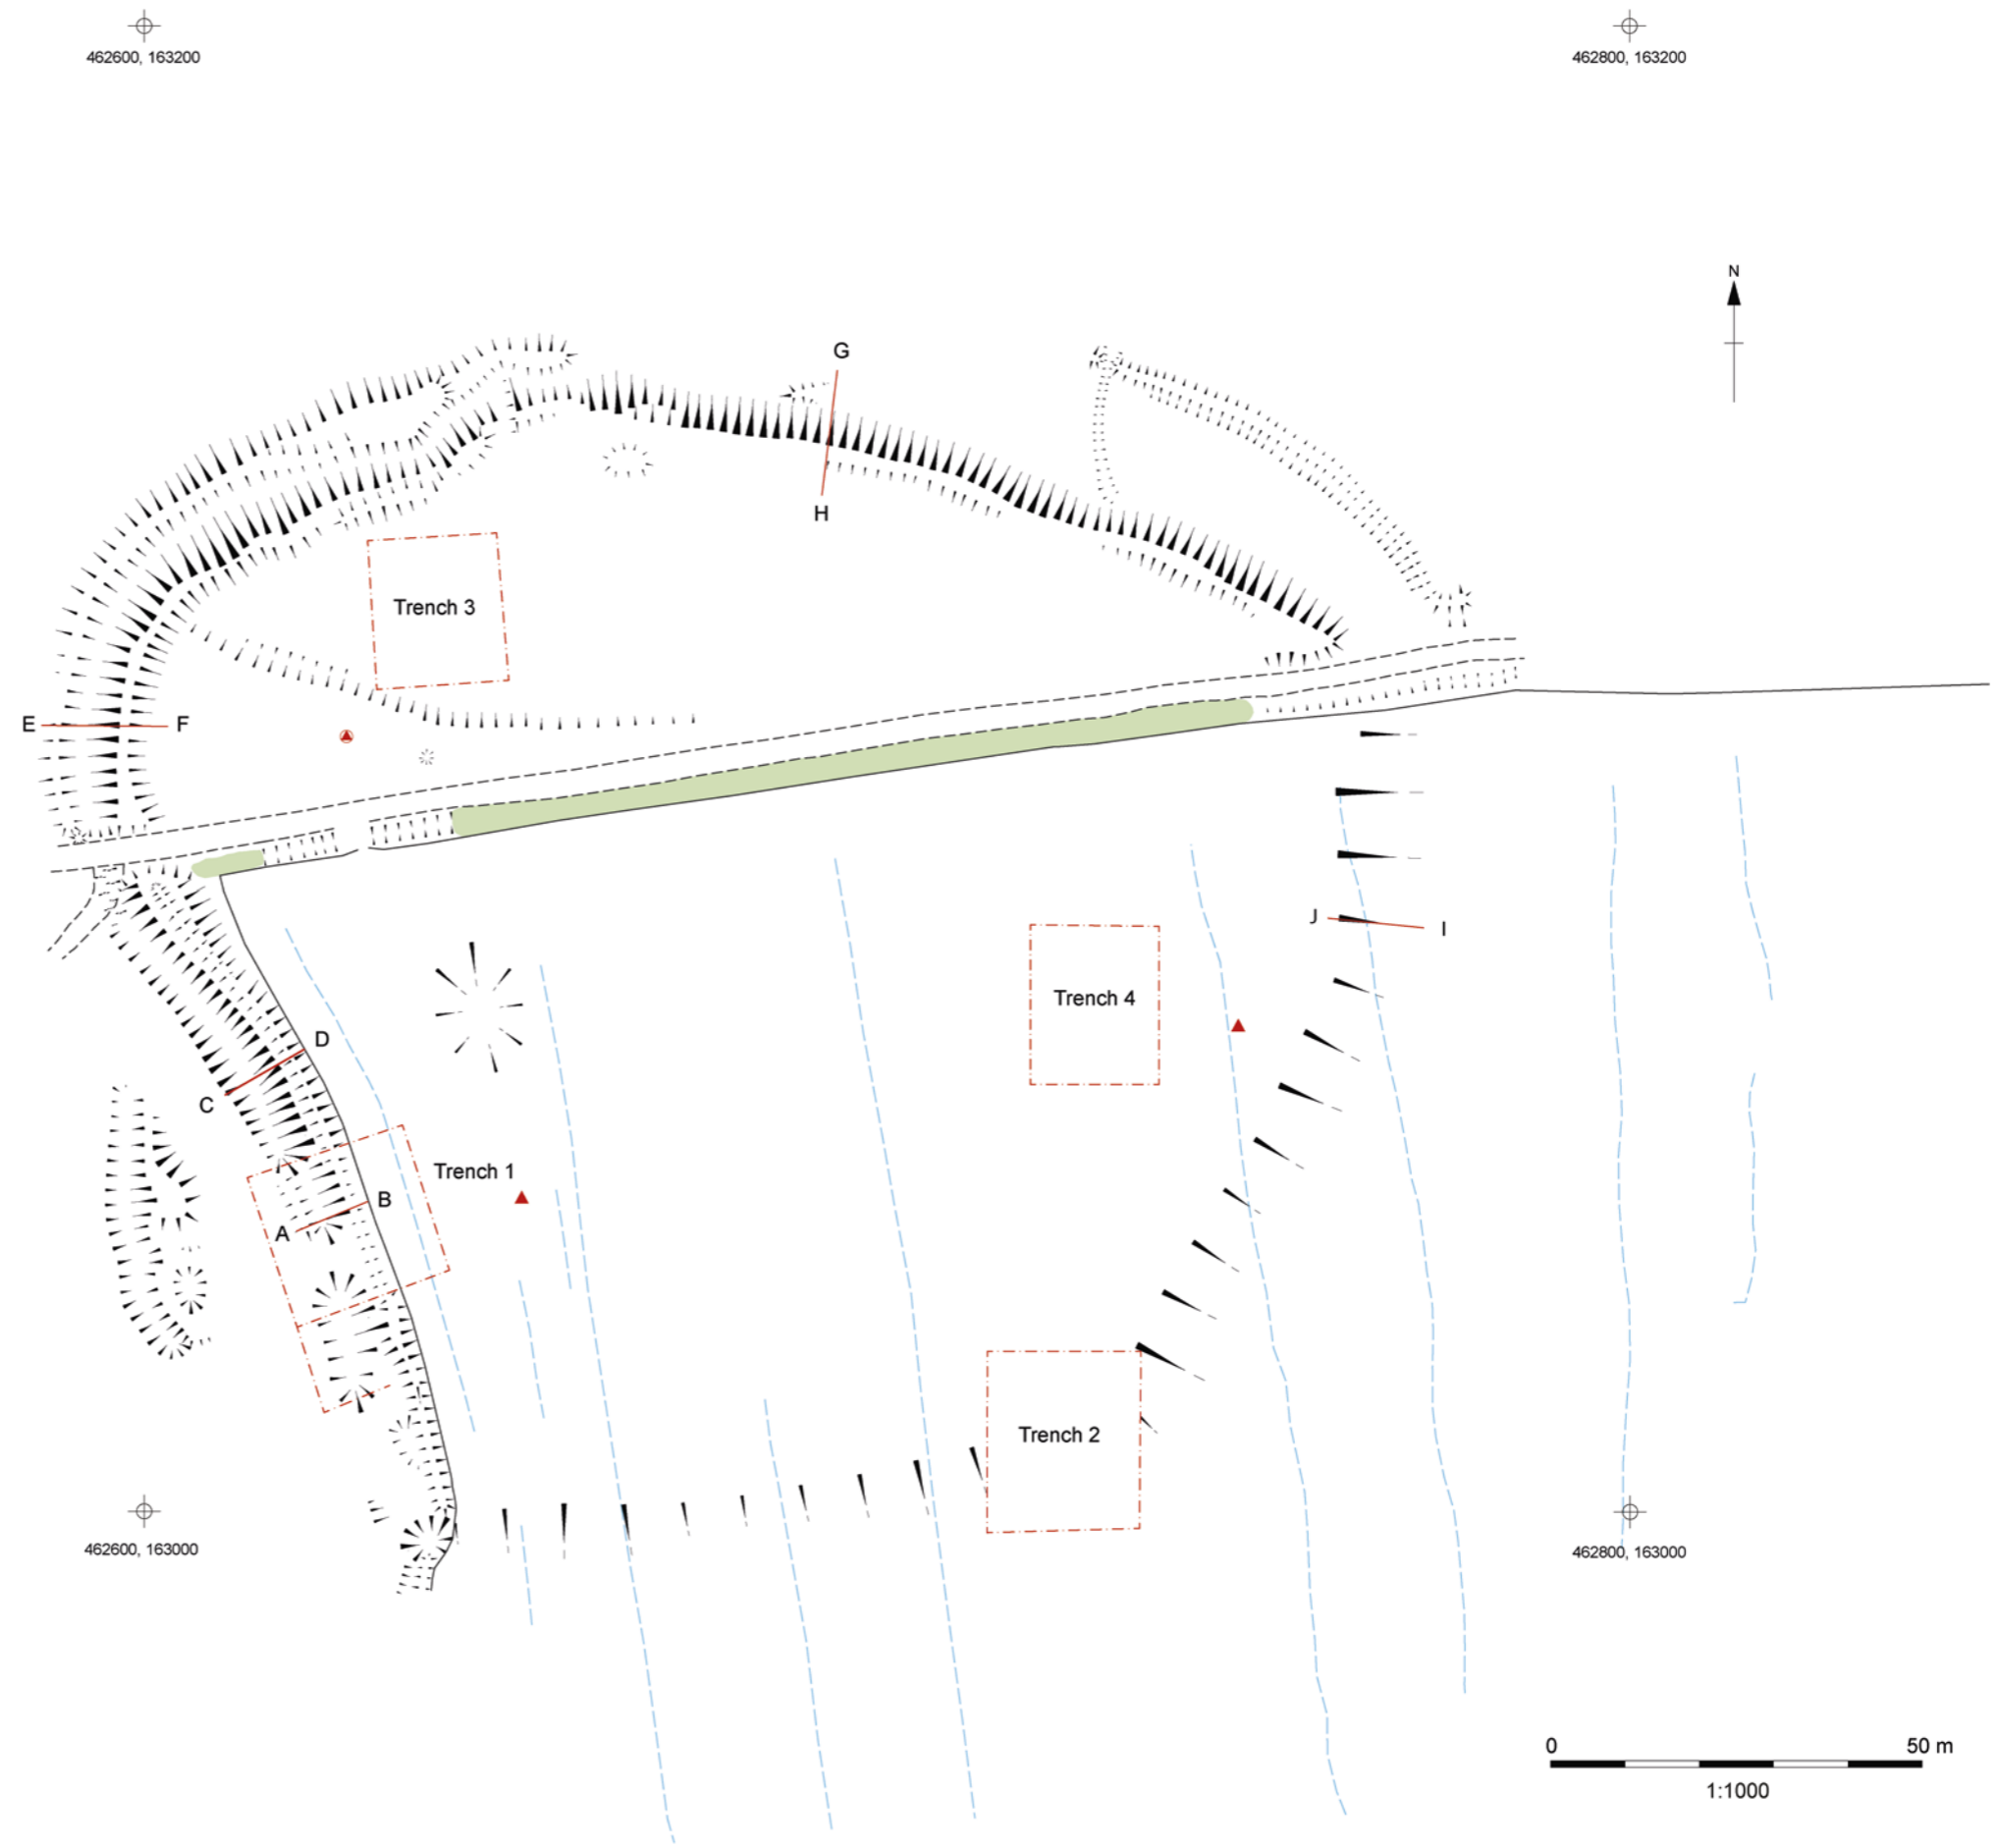 462600, 163200
462800, 163200
N
G
H
Trench 3
E
F
J
I
Trench 4
D
C
Trench 1
B
A
Trench 2
462600, 163000
462800, 163000
0
50 m
1:1000